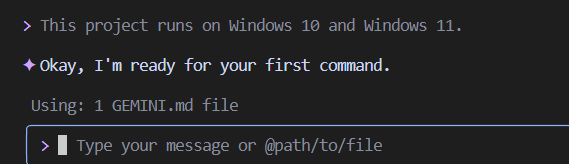 > This project runs on Windows 10 and Windows 11.
✦ Okay, I'm ready for your first command.
Using: 1 GEMINI.md file
> Type your message or @path/to/file